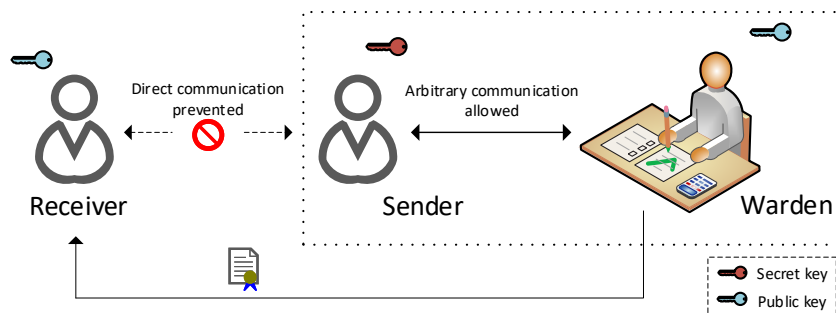 Direct communication
prevented
Arbitrary communication
allowed
Receiver
Sender
Warden
Secret key
Public key